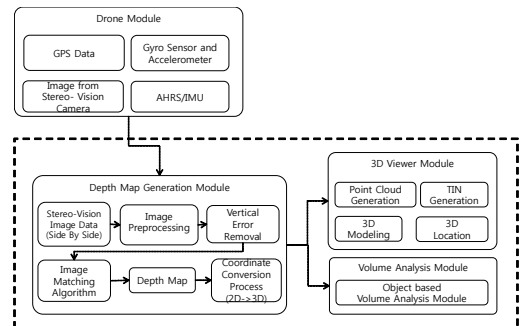 Drone Module
GPS Data
Gyro Sensor and
Accelerometer
Image from
Stereo- Vision
Camera
AHRS/IMU
Depth Map Generation Module
Stereo-Vision
Image Data
(Side By Side)
Image
Preprocessing
Vertical
Error
Removal
Image
Matching
Algorithm
Depth Map
Coordinate
Conversion
Process
(2D->3D)
3D Viewer Module
Point Cloud
Generation
TIN
Generation
3D
Modeling
3D
Location
Volume Analysis Module
Object based
Volume Analysis Module